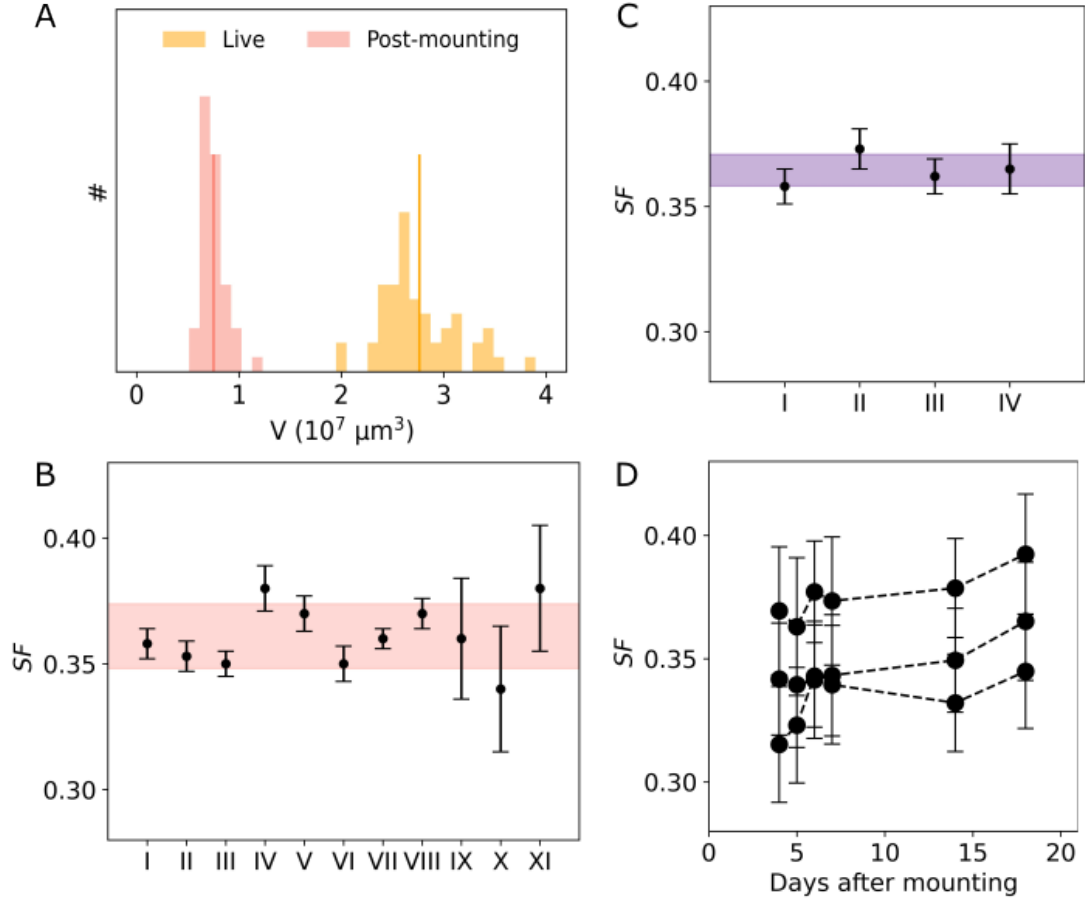 A
Live
Post-mounting
#
0 1 2 3 4
V (10⁷ μm³)
C
0.40
0.35
0.30
SF
I II III IV
B
0.40
0.35
0.30
SF
I II III IV V VI VII VIII IX X XI
D
0.40
0.35
0.30
SF
0 5 10 15 20
Days after mounting